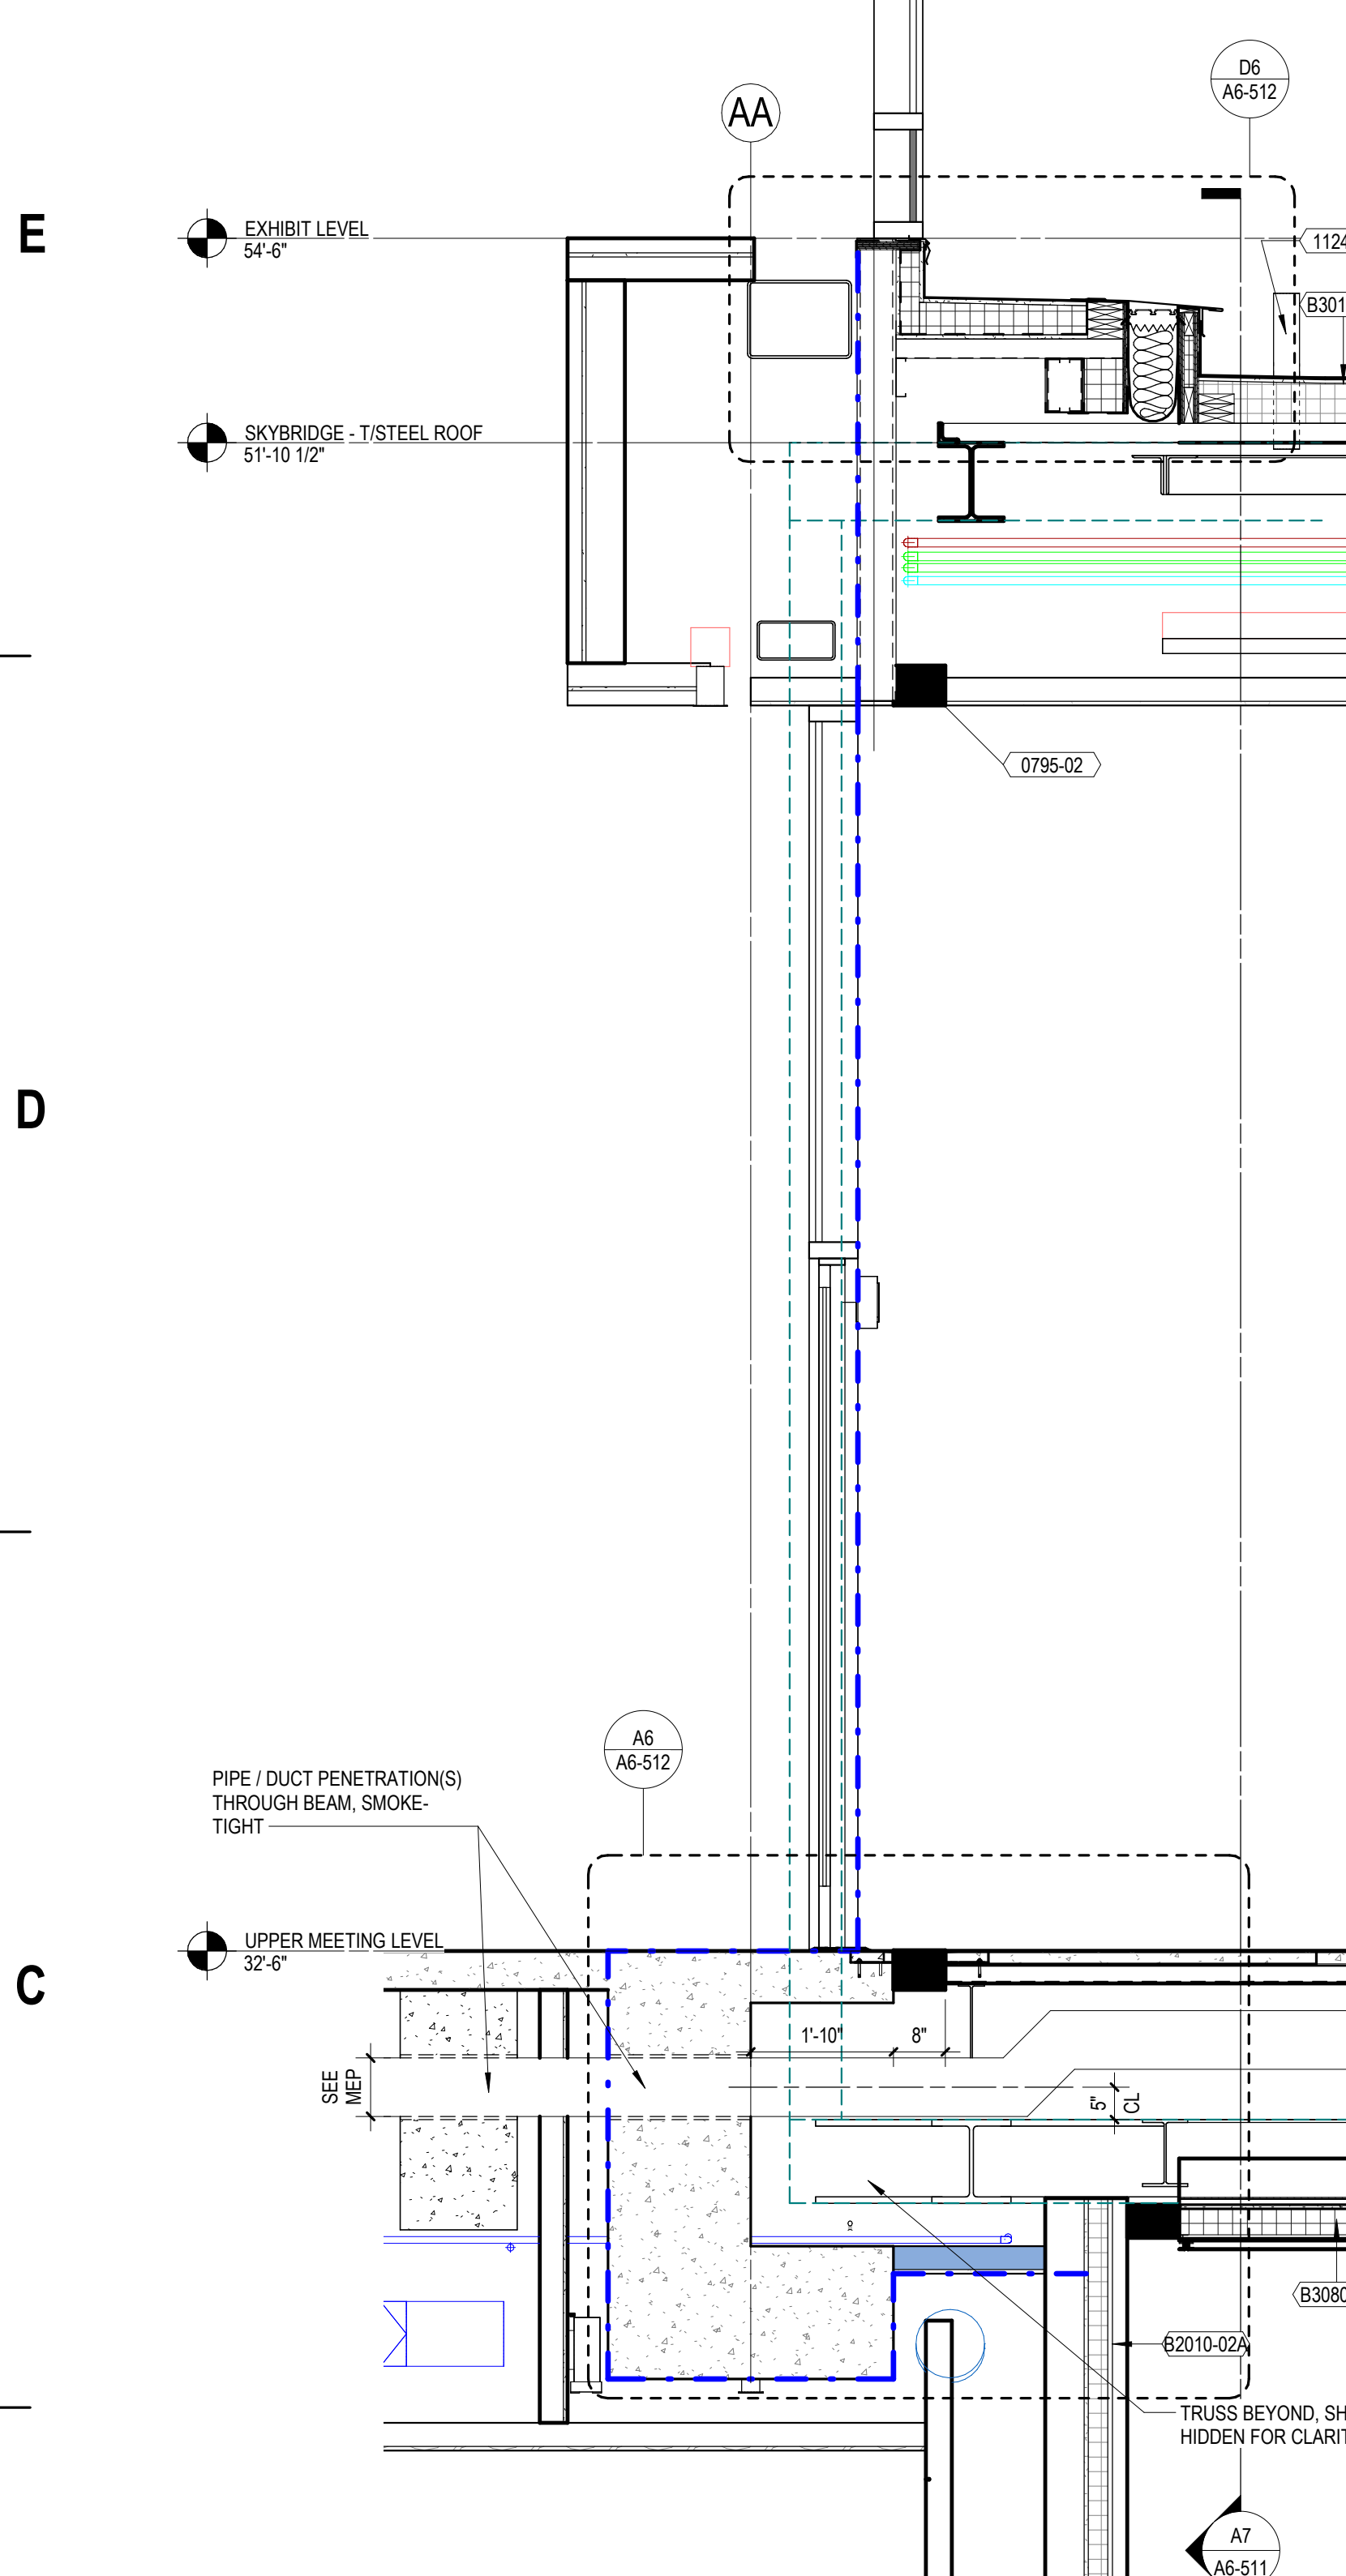 D6
A6-512
AA
E
EXHIBIT LEVEL
54'-6"
1124
B301
SKYBRIDGE - T/STEEL ROOF
51'-10 1/2"
0795-02
D
A6
A6-512
PIPE / DUCT PENETRATION(S)
THROUGH BEAM, SMOKE-
TIGHT
UPPER MEETING LEVEL
32'-6"
C
1'-10"
8"
SEE
MEP
5"
CL
B3080
B2010-02A
TRUSS BEYOND, SH
HIDDEN FOR CLARIT
A7
A6-511